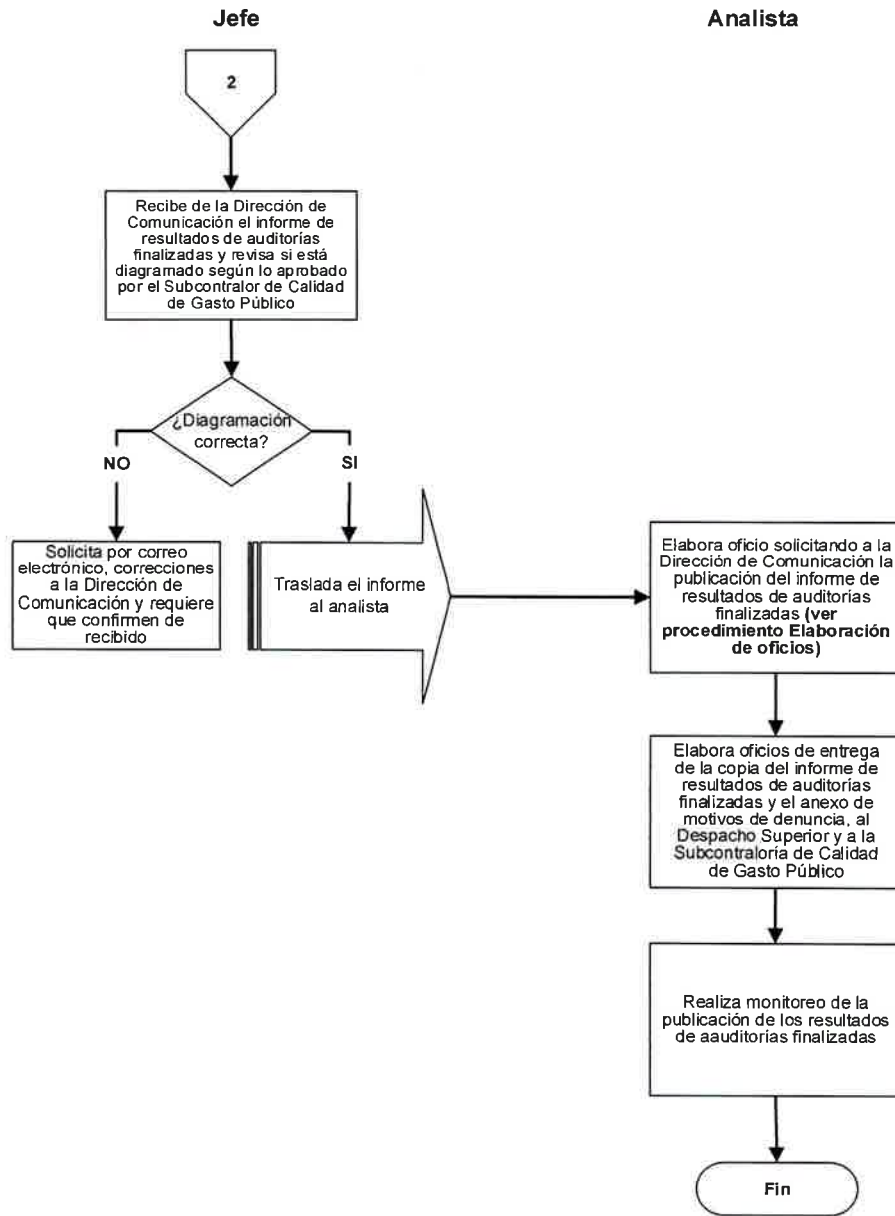 Jefe
Analista
2
Recibe de la Dirección de
Comunicación el informe de
resultados de auditorías
finalizadas y revisa si está
diagramado según lo aprobado
por el Subcontralor de Calidad
de Gasto Público
¿Diagramación
correcta?
NO
SI
Solicita por correo
electrónico, correcciones
a la Dirección de
Comunicación y requiere
que confirmen de
recibido
Traslada el informe
al analista
Elabora oficio solicitando a la
Dirección de Comunicación la
publicación del informe de
resultados de auditorías
finalizadas (ver
procedimiento Elaboración
de oficios)
Elabora oficios de entrega
de la copia del informe de
resultados de auditorías
finalizadas y el anexo de
motivos de denuncia, al
Despacho Superior y a la
Subcontraloría de Calidad
de Gasto Público
Realiza monitoreo de la
publicación de los resultados
de aauditorías finalizadas
Fin